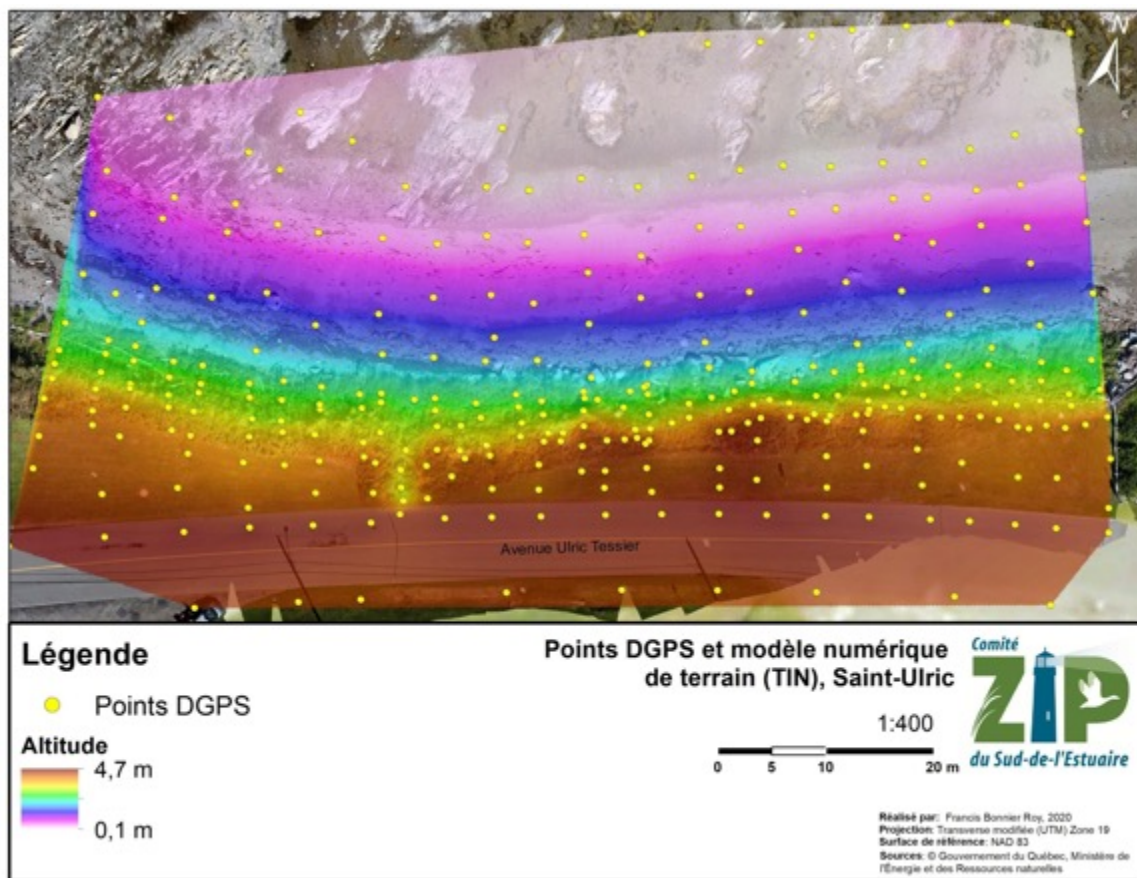 N
Avenue Ulric Tessier
Légende
Points DGPS
Altitude
4,7 m
0,1 m
Points DGPS et modèle numérique
de terrain (TIN), Saint-Ulric
1:400
0 5 10 20 m
Comité
ZIP
du Sud-de-l'Estuaire
Réalisé par: Francis Bonnier Roy, 2020
Projection: Transverse modifiée (UTM) Zone 19
Surface de référence: NAD 83
Sources: © Gouvernement du Québec, Ministère de
l'Énergie et des Ressources naturelles